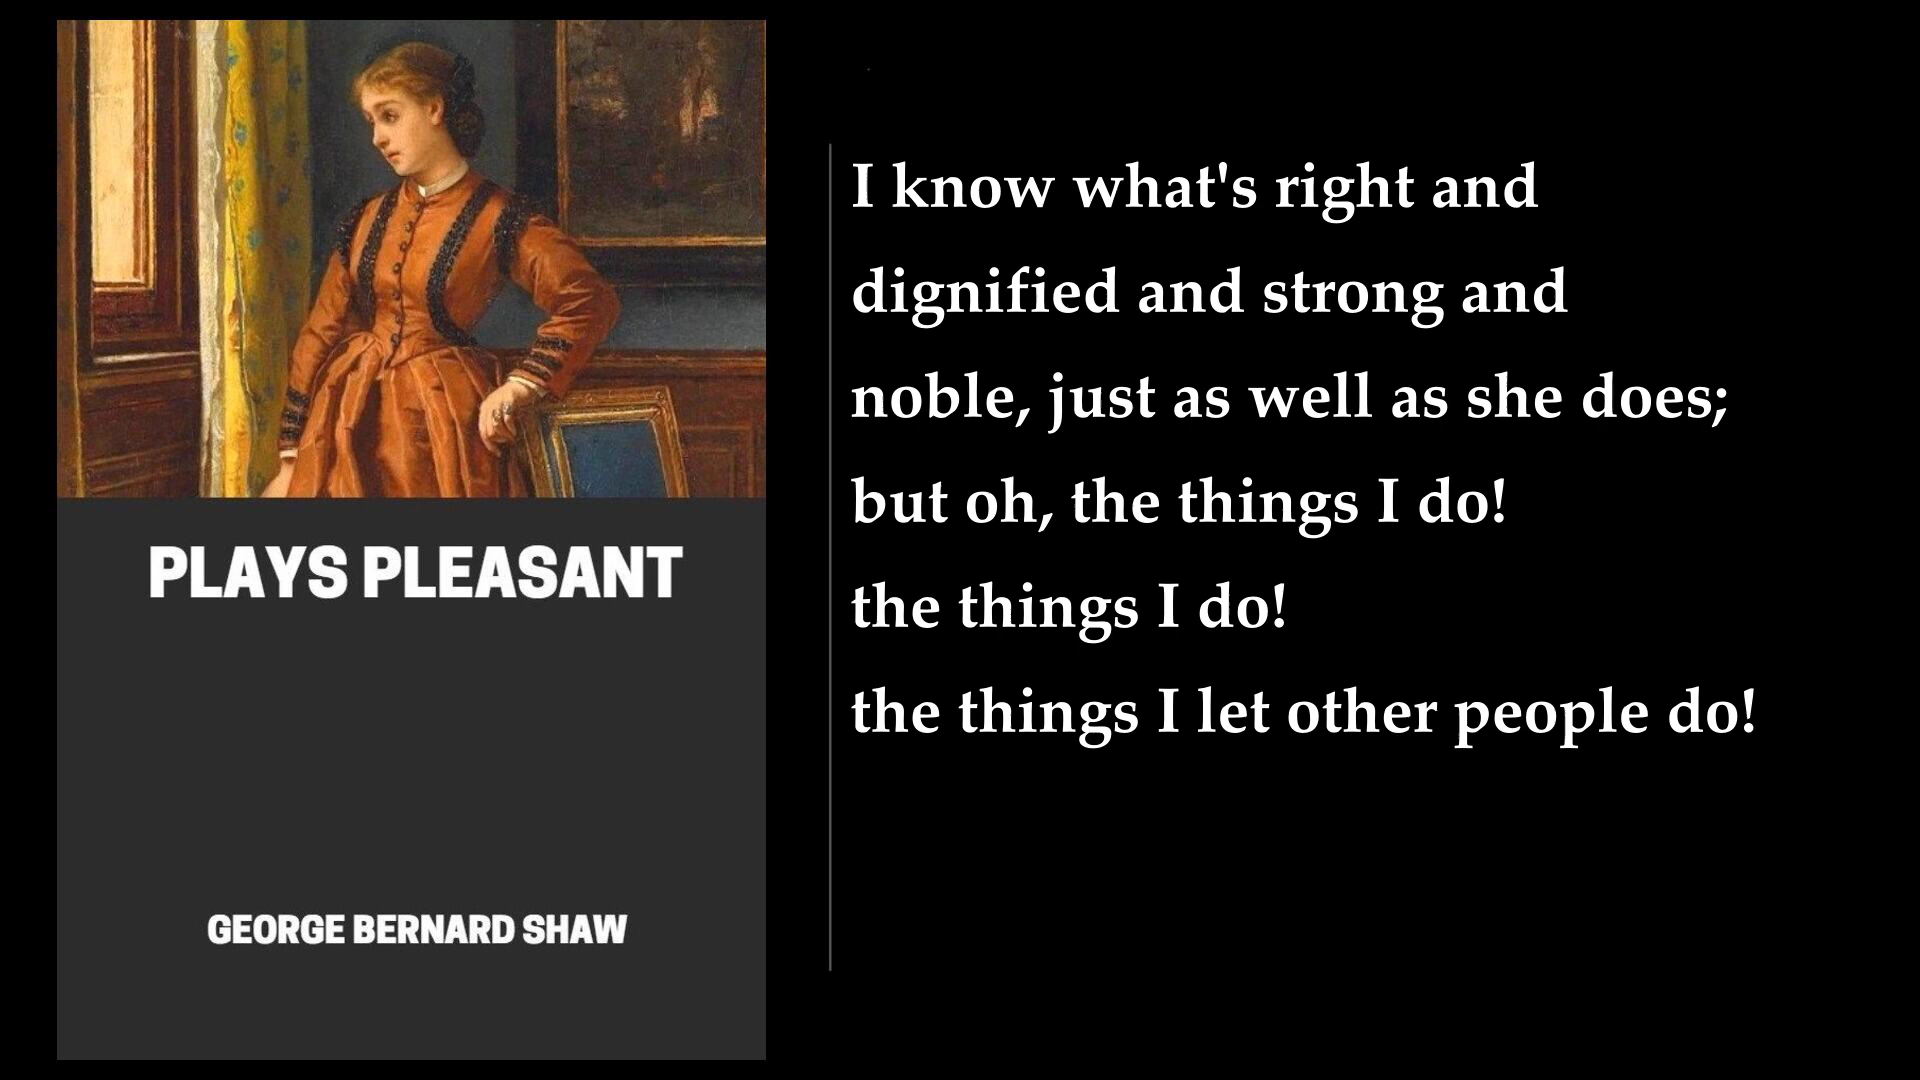 PLAYS PLEASANT
GEORGE BERNARD SHAW
I know what's right and
dignified and strong and
noble, just as well as she does;
but oh, the things I do!
the things I do!
the things I let other people do!